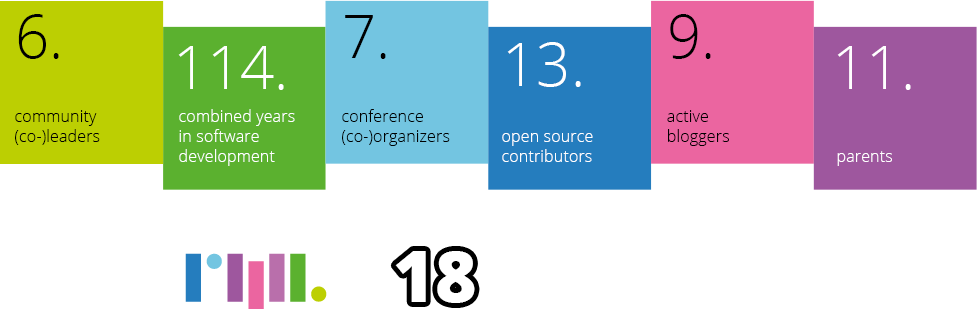 6.
community
(co-)leaders
114.
combined years
in software
development
7.
conference
(co-)organizers
13.
open source
contributors
9.
active
bloggers
11.
parents
18